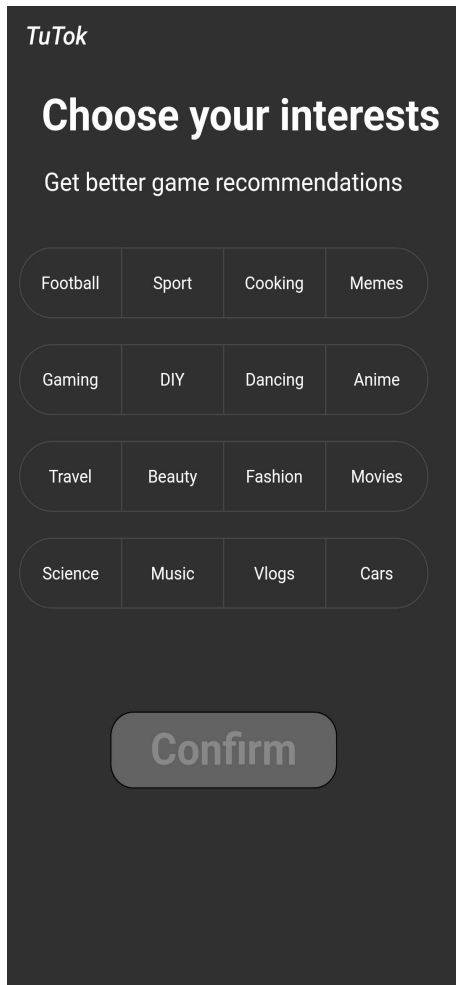 TuTok
Choose your interests
Get better game recommendations
Football Sport Cooking Memes
Gaming DIY Dancing Anime
Travel Beauty Fashion Movies
Science Music Vlogs Cars
Confirm